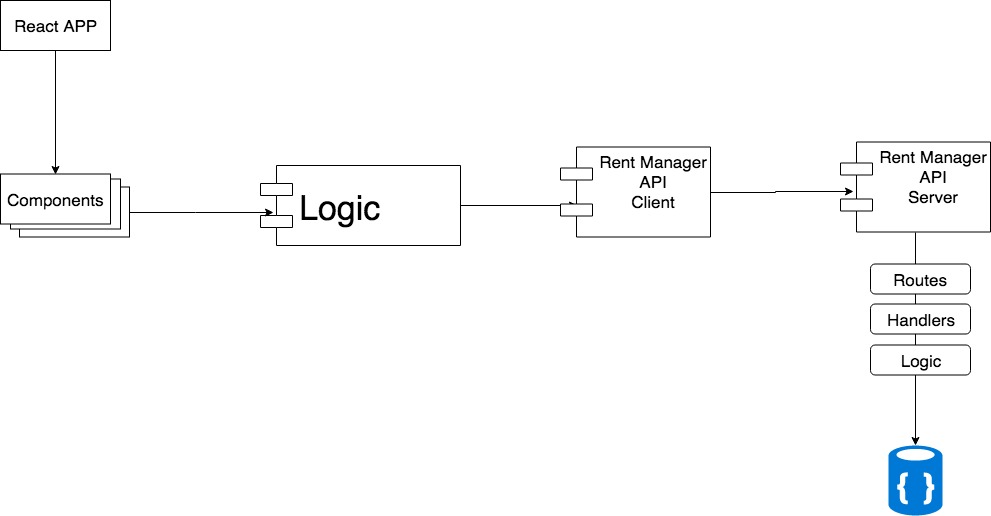 React APP
Components
Logic
Rent Manager
API
Client
Rent Manager
API
Server
Routes
Handlers
Logic
{ }